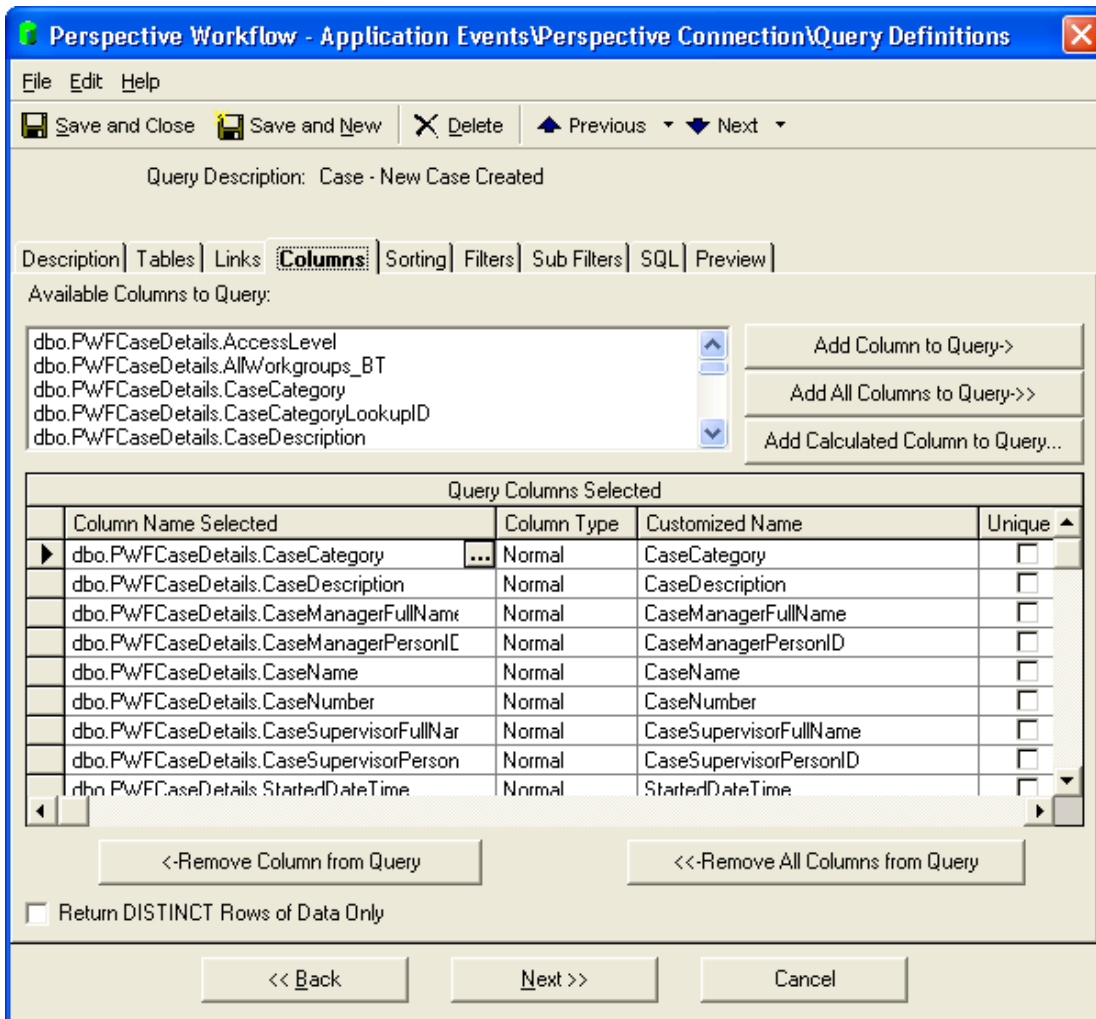 Perspective Workflow - Application Events\Perspective Connection\Query Definitions
File Edit Help
Save and Close Save and New Delete Previous Next
Query Description: Case - New Case Created
Description Tables Links Columns Sorting Filters Sub Filters SQL Preview
Available Columns to Query:
dbo.PWFCaseDetails.AccessLevel
dbo.PWFCaseDetails.AllWorkgroups_BT
dbo.PWFCaseDetails.CaseCategory
dbo.PWFCaseDetails.CaseCategoryLookupID
dbo.PWFCaseDetails.CaseDescription
Add Column to Query->
Add All Columns to Query->>
Add Calculated Column to Query...
Query Columns Selected
Column Name Selected Column Type Customized Name Unique
dbo.PWFCaseDetails.CaseCategory ... Normal CaseCategory
dbo.PWFCaseDetails.CaseDescription Normal CaseDescription
dbo.PWFCaseDetails.CaseManagerFullName Normal CaseManagerFullName
dbo.PWFCaseDetails.CaseManagerPersonID Normal CaseManagerPersonID
dbo.PWFCaseDetails.CaseName Normal CaseName
dbo.PWFCaseDetails.CaseNumber Normal CaseNumber
dbo.PWFCaseDetails.CaseSupervisorFullNar Normal CaseSupervisorFullName
dbo.PWFCaseDetails.CaseSupervisorPerson Normal CaseSupervisorPersonID
dbo.PWFCaseDetails.StartedDateTime Normal StartedDateTime
<-Remove Column from Query <<-Remove All Columns from Query
Return DISTINCT Rows of Data Only
<< Back Next >> Cancel